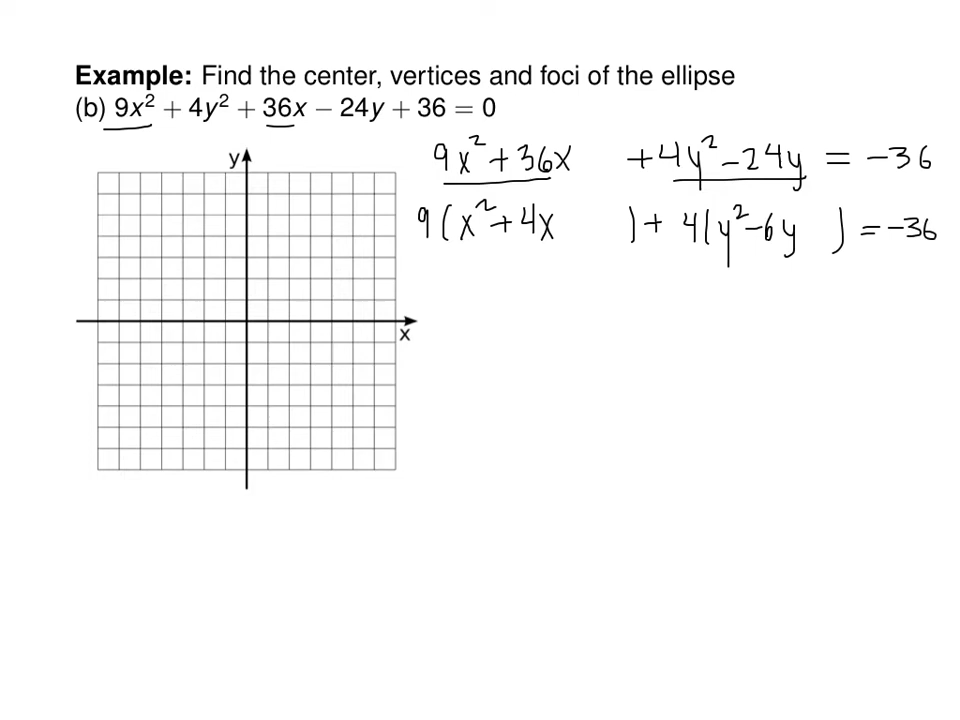 Example: Find the center, vertices and foci of the ellipse
(b) 9x² + 4y² + 36x − 24y + 36 = 0
9x² + 36x + 4y² − 24y = −36
9(x² + 4x ) + 4(y² − 6y ) = −36
y
x